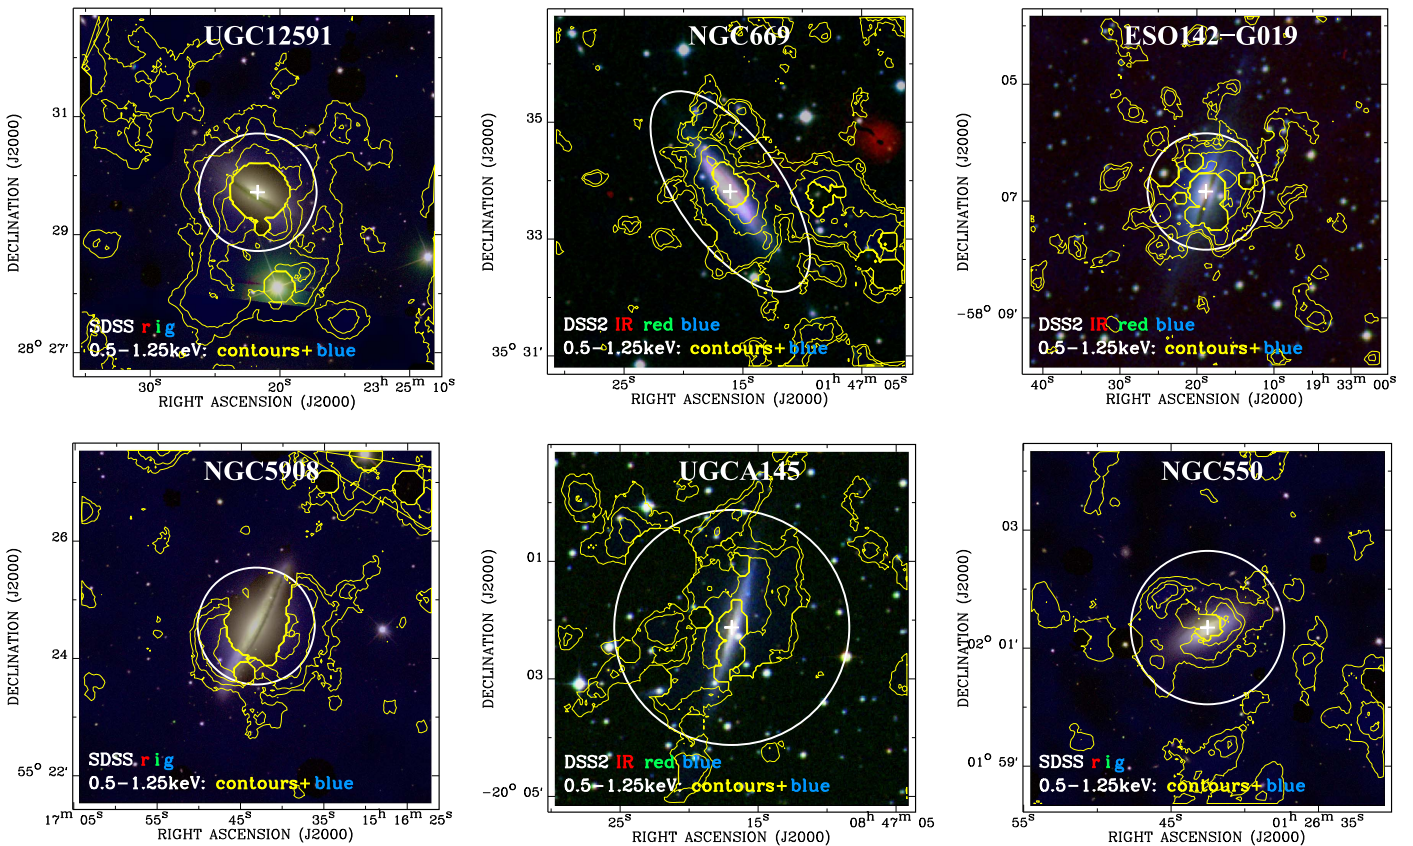 UGC12591
DECLINATION (J2000)
31
30
29
28
28° 27'
SDSS r i g
0.5−1.25keV: contours+blue
30ˢ 20ˢ 23ʰ 25ᵐ 10ˢ
RIGHT ASCENSION (J2000)
NGC669
DECLINATION (J2000)
35
33
35° 31'
DSS2 IR red blue
0.5−1.25keV: contours+blue
25ˢ 15ˢ 01ʰ 47ᵐ 05ˢ
RIGHT ASCENSION (J2000)
ESO142−G019
DECLINATION (J2000)
05
07
−58° 09'
DSS2 IR red blue
0.5−1.25keV: contours+blue
40ˢ 30ˢ 20ˢ 10ˢ 19ʰ 33ᵐ 00ˢ
RIGHT ASCENSION (J2000)
NGC5908
DECLINATION (J2000)
26
24
55° 22'
SDSS r i g
0.5−1.25keV: contours+blue
17ᵐ 05ˢ 55ˢ 45ˢ 35ˢ 15ʰ 16ᵐ 25ˢ
RIGHT ASCENSION (J2000)
UGCA145
DECLINATION (J2000)
01
03
−20° 05'
DSS2 IR red blue
0.5−1.25keV: contours+blue
25ˢ 15ˢ 08ʰ 47ᵐ 05
RIGHT ASCENSION (J2000)
NGC550
DECLINATION (J2000)
03
02° 01'
01° 59'
SDSS r i g
0.5−1.25keV: contours+blue
55ˢ 45ˢ 01ʰ 26ᵐ 35ˢ
RIGHT ASCENSION (J2000)